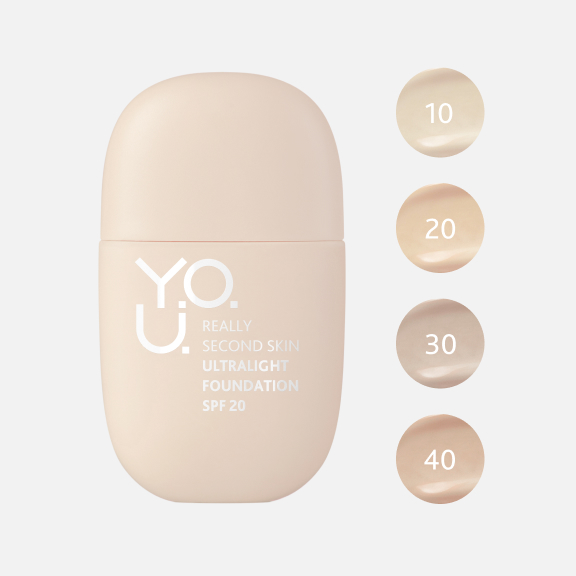 Y.O.
U.
REALLY
SECOND SKIN
ULTRALIGHT
FOUNDATION
SPF 20
10
20
30
40